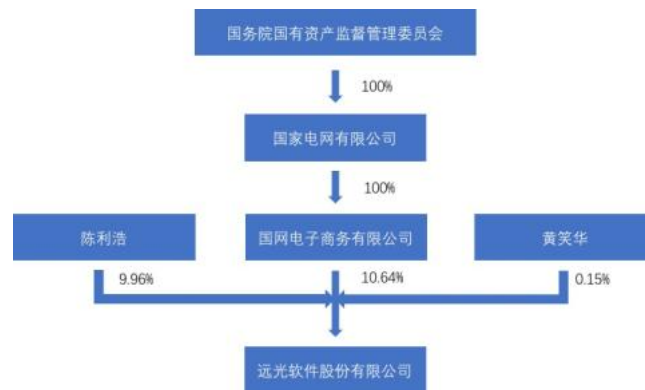 国务院国有资产监督管理委员会
100%
国家电网有限公司
100%
陈利浩
国网电子商务有限公司
黄笑华
9.96%
10.64%
0.15%
远光软件股份有限公司